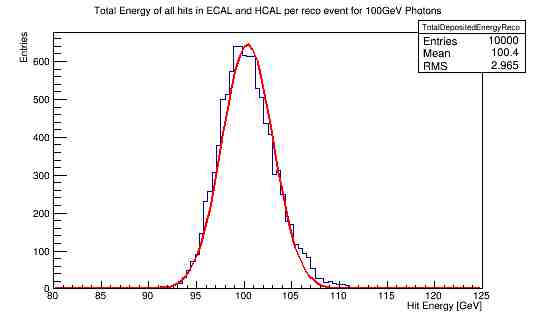 Total Energy of all hits in ECAL and HCAL per reco event for 100GeV Photons
TotalDepositedEnergyReco
Entries 10000
Mean 100.4
RMS 2.965
Entries
600
500
400
300
200
100
0
80 85 90 95 100 105 110 115 120 125
Hit Energy [GeV]